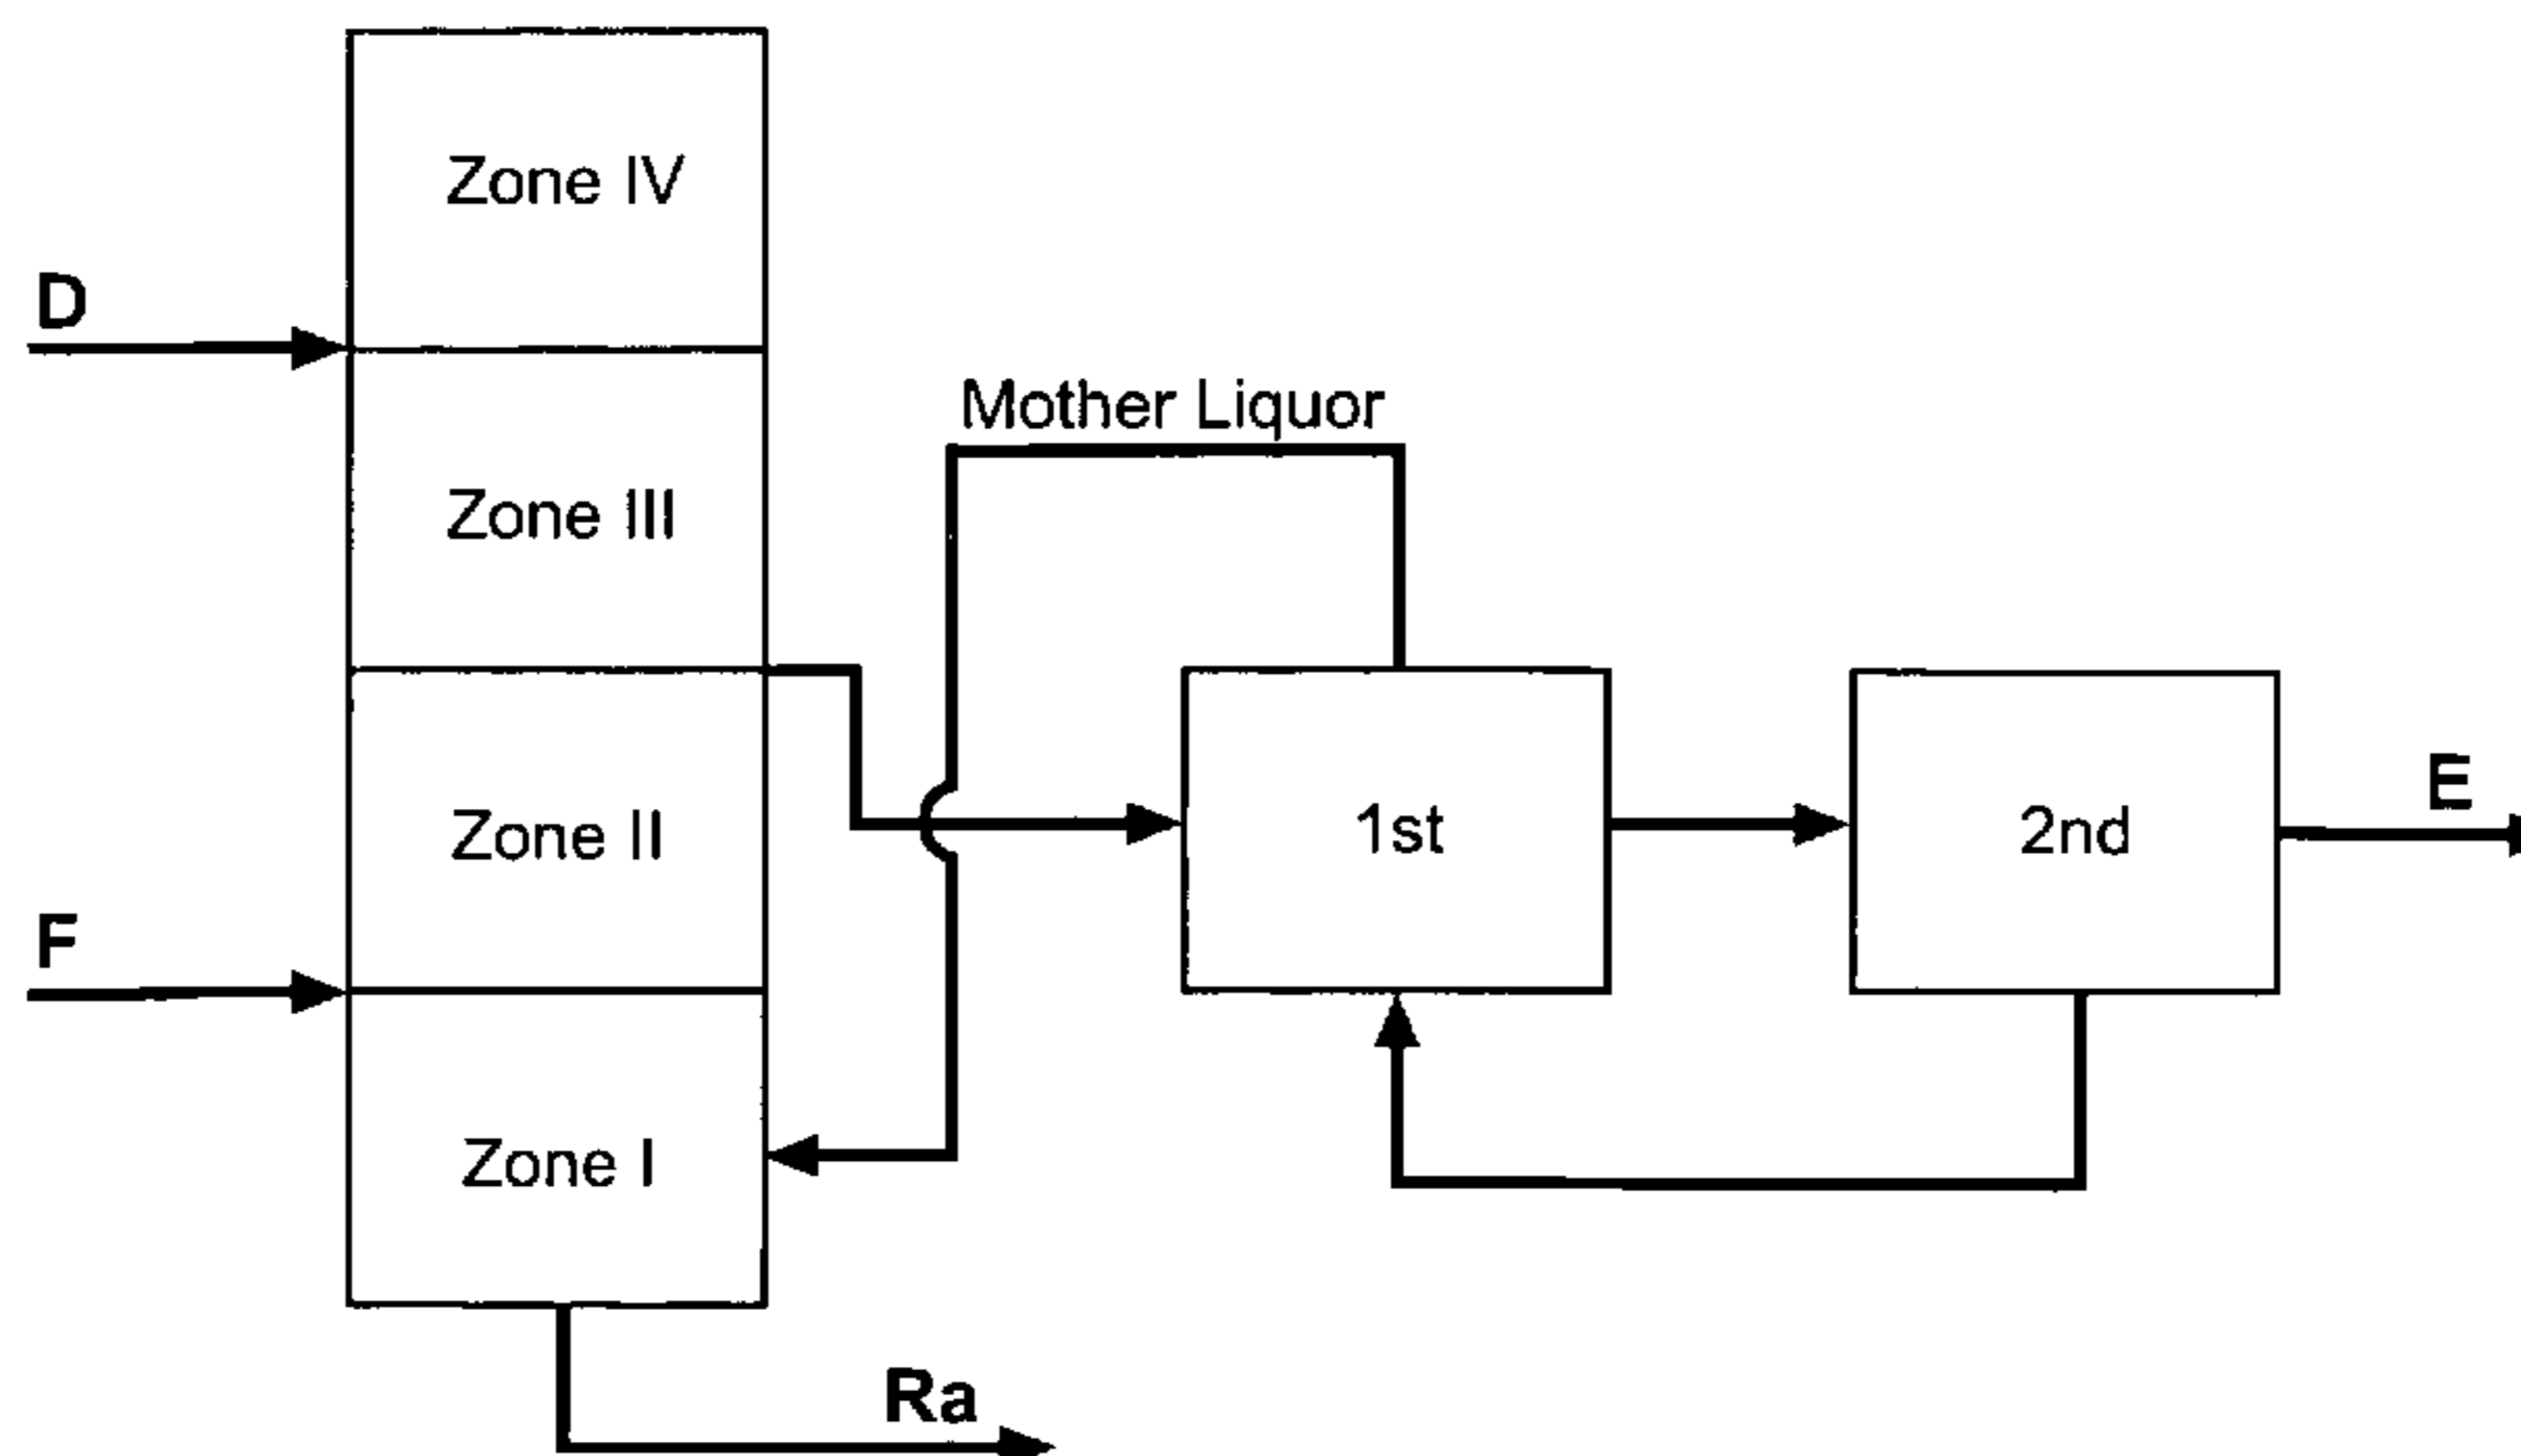 Zone IV
D
Mother Liquor
Zone III
1st
2nd
E
Zone II
F
Zone I
Ra